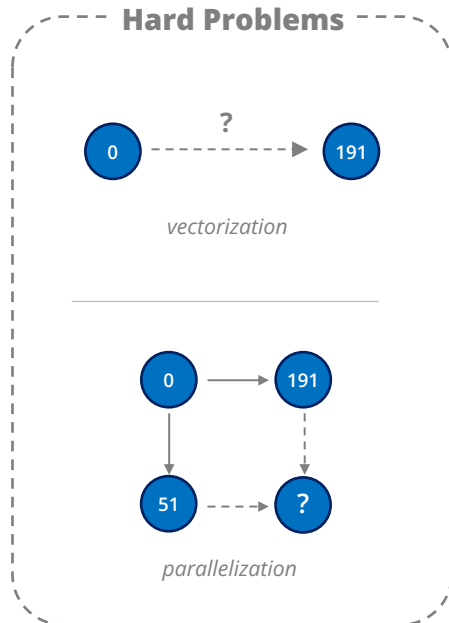 Hard Problems
?
0
191
vectorization
0
191
51
?
parallelization